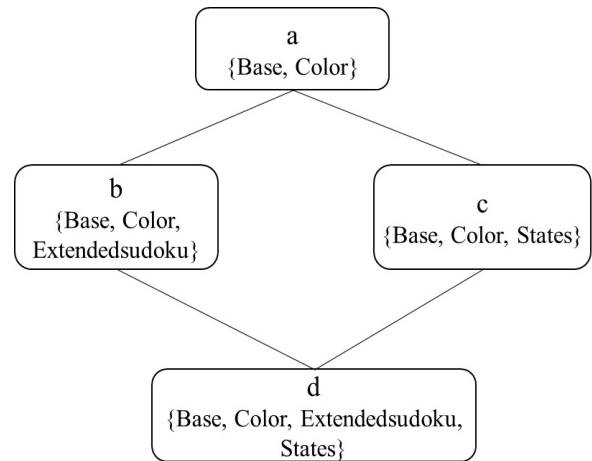 a
{Base, Color}
b
{Base, Color,
Extendedsudoku}
c
{Base, Color, States}
d
{Base, Color, Extendedsudoku,
States}